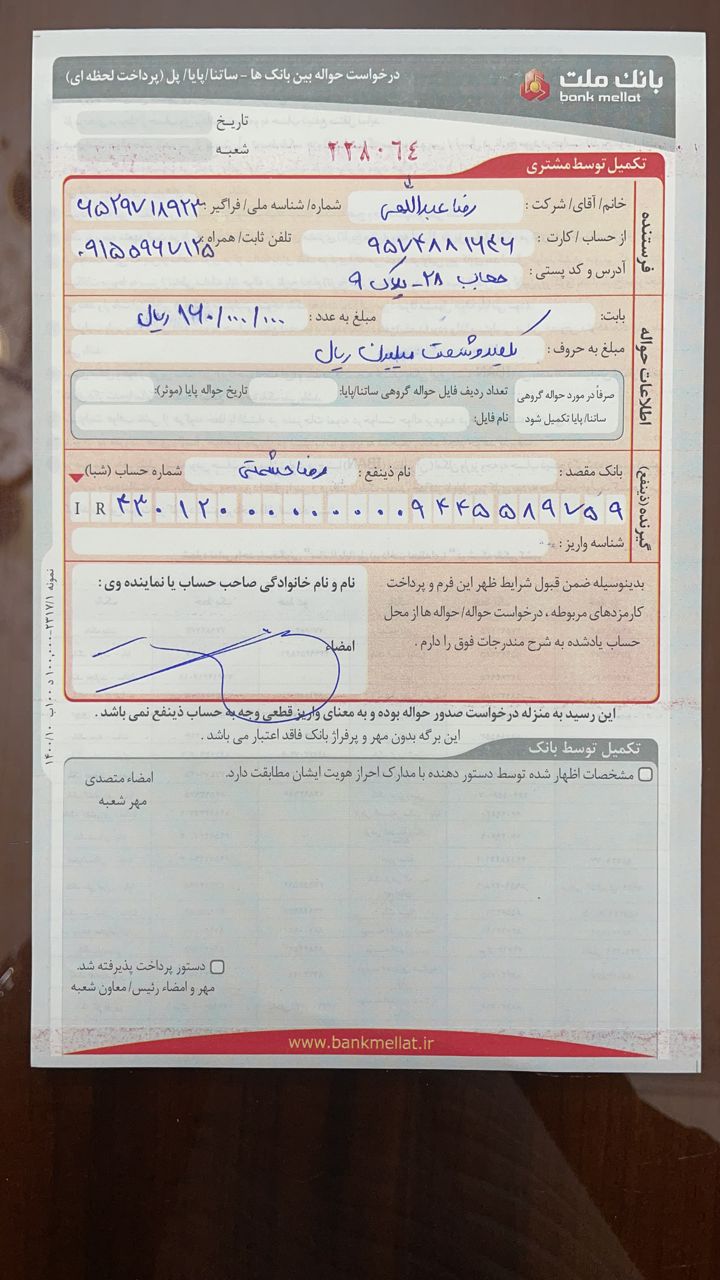 بانک ملت
bank mellat
درخواست حواله بین بانک ها - ساتنا/پایا/ پل (پرداخت لحظه ای)
تاریخ
شعبه :
۲۲۸۰۶۴
تکمیل توسط مشتری
فرستنده
خانم/ آقای/ شرکت : رضا عبداللهی شماره/ شناسه ملی/ فراگیر : ۶۵۲۹۷۱۸۹۲۳
از حساب / کارت : ۹۵۷۴۸۸۱۶۴۶ تلفن ثابت/ همراه : ۰۹۱۵۵۹۶۷۱۲۵
آدرس و کد پستی : ۲۸ - پلاک ۹
اطلاعات حواله
بابت: مبلغ به عدد : ۱۶۰/۰۰۰/۰۰۰ ریال
مبلغ به حروف : یکصد و شصت میلیون ریال
صرفاً در مورد حواله گروهی تعداد ردیف فایل حواله گروهی ساتنا/پایا: تاریخ حواله پایا (موثر):
ساتنا/پایا تکمیل شود نام فایل:
گیرنده (ذینفع)
بانک مقصد : نام ذینفع : رضا حشمتی شماره حساب (شبا)
IR ۴۳۰۱۲۰۰۰۰۰۰۰۰۰۰۹۴۴۵۵۸۹۷۵۹
شناسه واریز :
بدینوسیله ضمن قبول شرایط ظهر این فرم و پرداخت
کارمزدهای مربوطه ، درخواست حواله/ حواله ها از محل
حساب یادشده به شرح مندرجات فوق را دارم .
نام و نام خانوادگی صاحب حساب یا نماینده وی :
امضاء
این رسید به منزله درخواست صدور حواله بوده و به معنای واریز قطعی وجه به حساب ذینفع نمی باشد .
این برگه بدون مهر و پرفراژ بانک فاقد اعتبار می باشد .
نمونه ۲۳۱۷/۱-۱۰۰,۰۰۰ د ۱۰۰ب ۱۴۰۰/۱۰
تکمیل توسط بانک
مشخصات اظهار شده توسط دستور دهنده با مدارک احراز هویت ایشان مطابقت دارد.
امضاء متصدی
مهر شعبه
دستور پرداخت پذیرفته شد.
مهر و امضاء رئیس/ معاون شعبه
www.bankmellat.ir